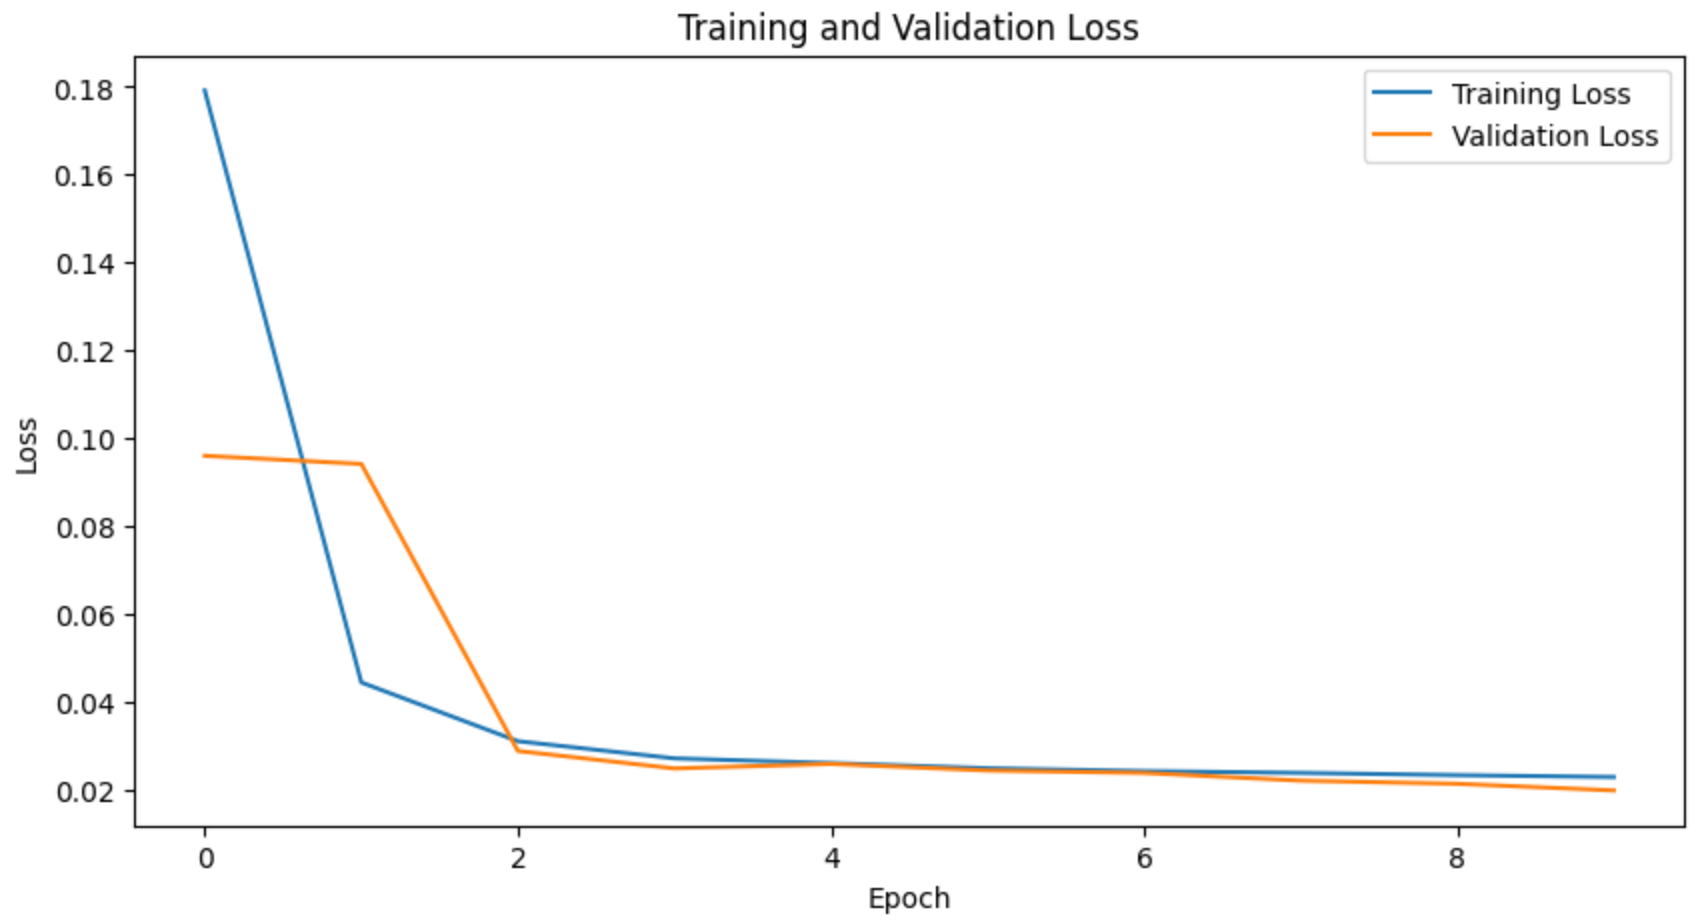 Training and Validation Loss
Training Loss
Validation Loss
0.18
0.16
0.14
0.12
0.10
0.08
0.06
0.04
0.02
Loss
0 2 4 6 8
Epoch